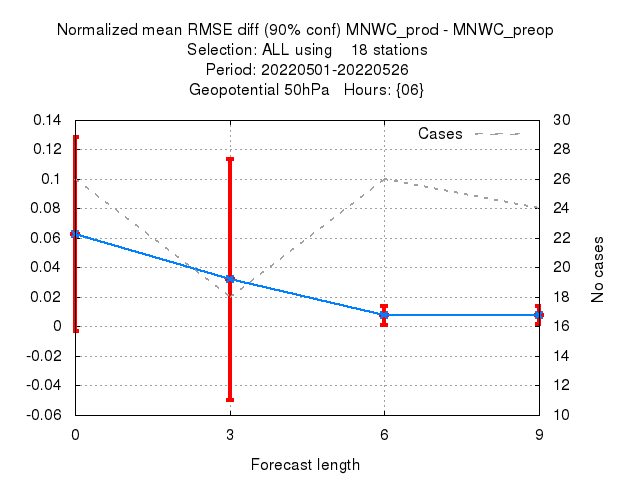 Normalized mean RMSE diff (90% conf) MNWC_prod - MNWC_preop
Selection: ALL using 18 stations
Period: 20220501-20220526
Geopotential 50hPa Hours: {06}
Cases
0.14
0.12
0.1
0.08
0.06
0.04
0.02
0
-0.02
-0.04
-0.06
30
28
26
24
22
20
18
16
14
12
10
No cases
0 3 6 9
Forecast length